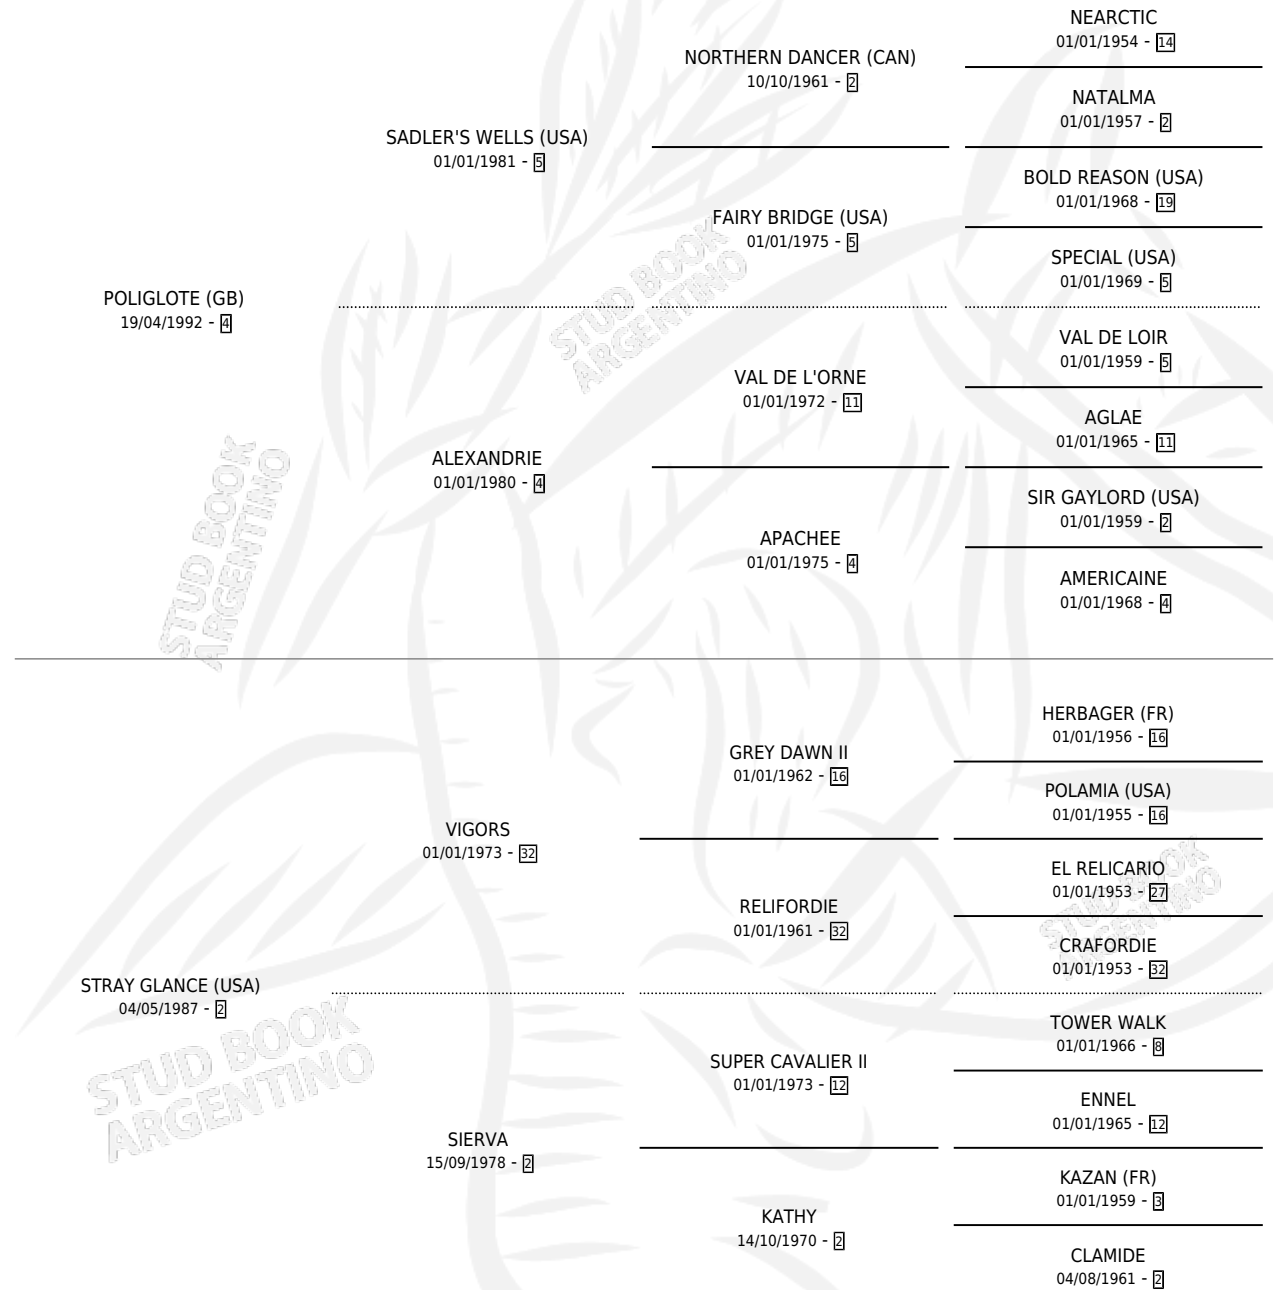 NEARCTIC
01/01/1954 - 14
NORTHERN DANCER (CAN)
10/10/1961 - 2
NATALMA
01/01/1957 - 2
SADLER'S WELLS (USA)
01/01/1981 - 5
BOLD REASON (USA)
01/01/1968 - 19
FAIRY BRIDGE (USA)
01/01/1975 - 5
SPECIAL (USA)
01/01/1969 - 5
STUD BOOK
ARGENTINO
POLIGLOTE (GB)
19/04/1992 - 4
VAL DE LOIR
01/01/1959 - 5
VAL DE L'ORNE
01/01/1972 - 11
AGLAE
01/01/1965 - 11
ALEXANDRIE
01/01/1980 - 4
SIR GAYLORD (USA)
01/01/1959 - 2
APACHEE
01/01/1975 - 4
AMERICAINE
01/01/1968 - 4
STUD BOOK
ARGENTINO
HERBAGER (FR)
01/01/1956 - 16
GREY DAWN II
01/01/1962 - 16
POLAMIA (USA)
01/01/1955 - 16
VIGORS
01/01/1973 - 32
EL RELICARIO
01/01/1953 - 27
RELIFORDIE
01/01/1961 - 32
CRAFORDIE
01/01/1953 - 32
STUD BOOK
ARGENTINO
STRAY GLANCE (USA)
04/05/1987 - 2
TOWER WALK
01/01/1966 - 8
SUPER CAVALIER II
01/01/1973 - 12
ENNEL
01/01/1965 - 12
STUD BOOK
ARGENTINO
SIERVA
15/09/1978 - 2
KAZAN (FR)
01/01/1959 - 3
KATHY
14/10/1970 - 2
CLAMIDE
04/08/1961 - 2